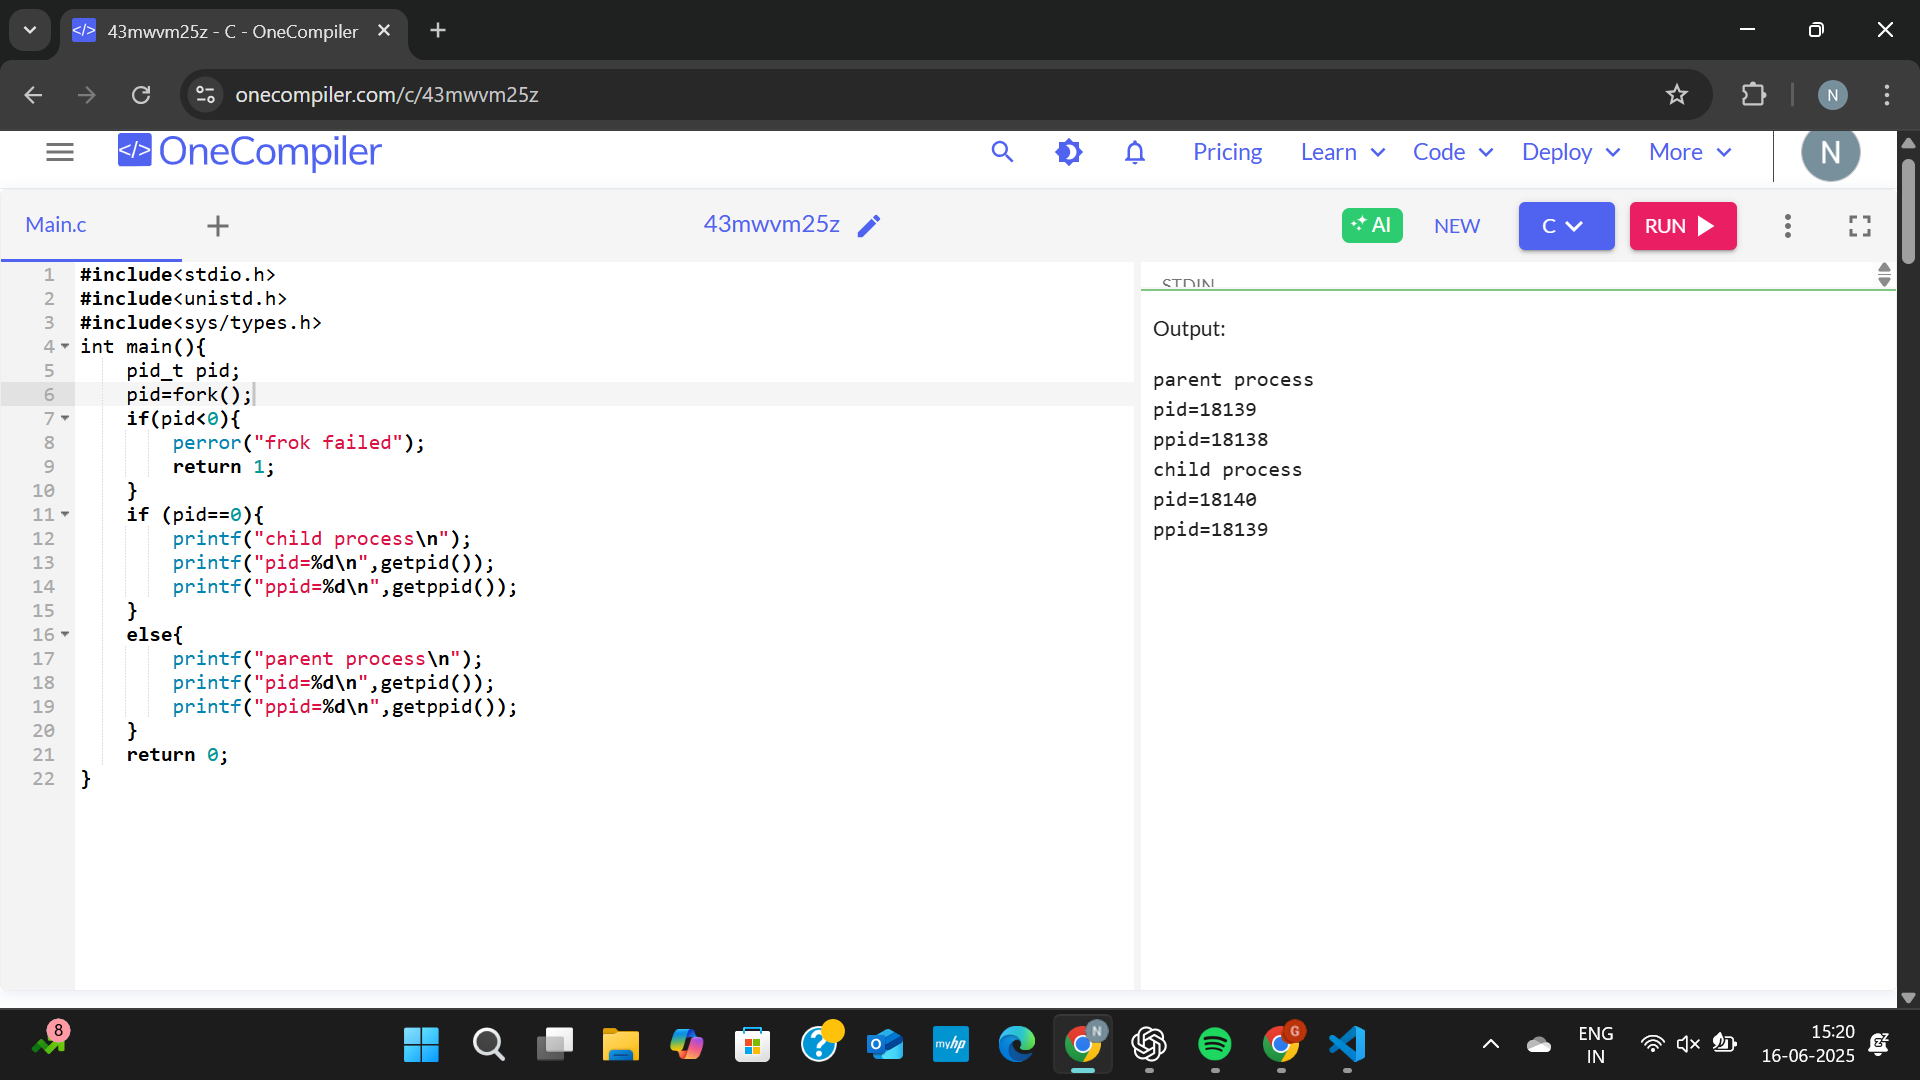 43mwvm25z - C - OneCompiler
onecompiler.com/c/43mwvm25z
N
</> OneCompiler
Pricing
Learn
Code
Deploy
More
N
Main.c
43mwvm25z
AI
NEW
C
RUN
1 #include<stdio.h>
2 #include<unistd.h>
3 #include<sys/types.h>
4 int main(){
5 pid_t pid;
6 pid=fork();
7 if(pid<0){
8 perror("frok failed");
9 return 1;
10 }
11 if (pid==0){
12 printf("child process\n");
13 printf("pid=%d\n",getpid());
14 printf("ppid=%d\n",getppid());
15 }
16 else{
17 printf("parent process\n");
18 printf("pid=%d\n",getpid());
19 printf("ppid=%d\n",getppid());
20 }
21 return 0;
22 }
STDIN
Output:
parent process
pid=18139
ppid=18138
child process
pid=18140
ppid=18139
8
myhp
N
G
ENG
IN
15:20
16-06-2025